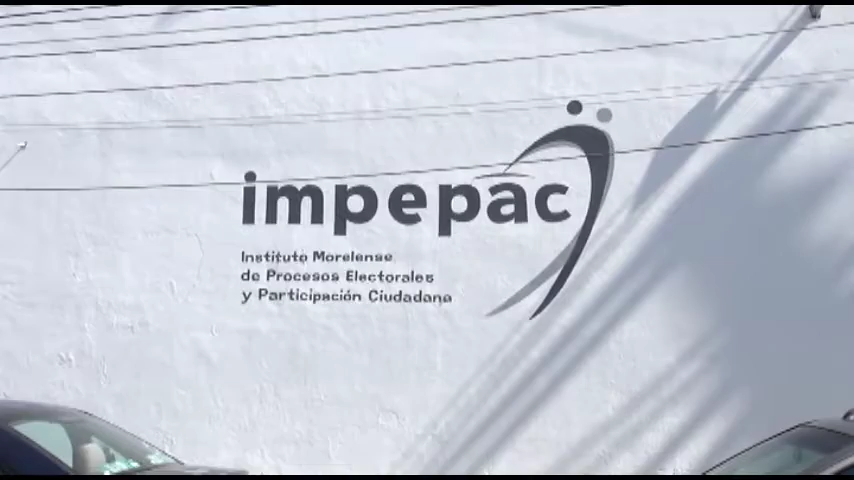 impepac
Instituto Morelense
de Procesos Electorales
y Participación Ciudadana